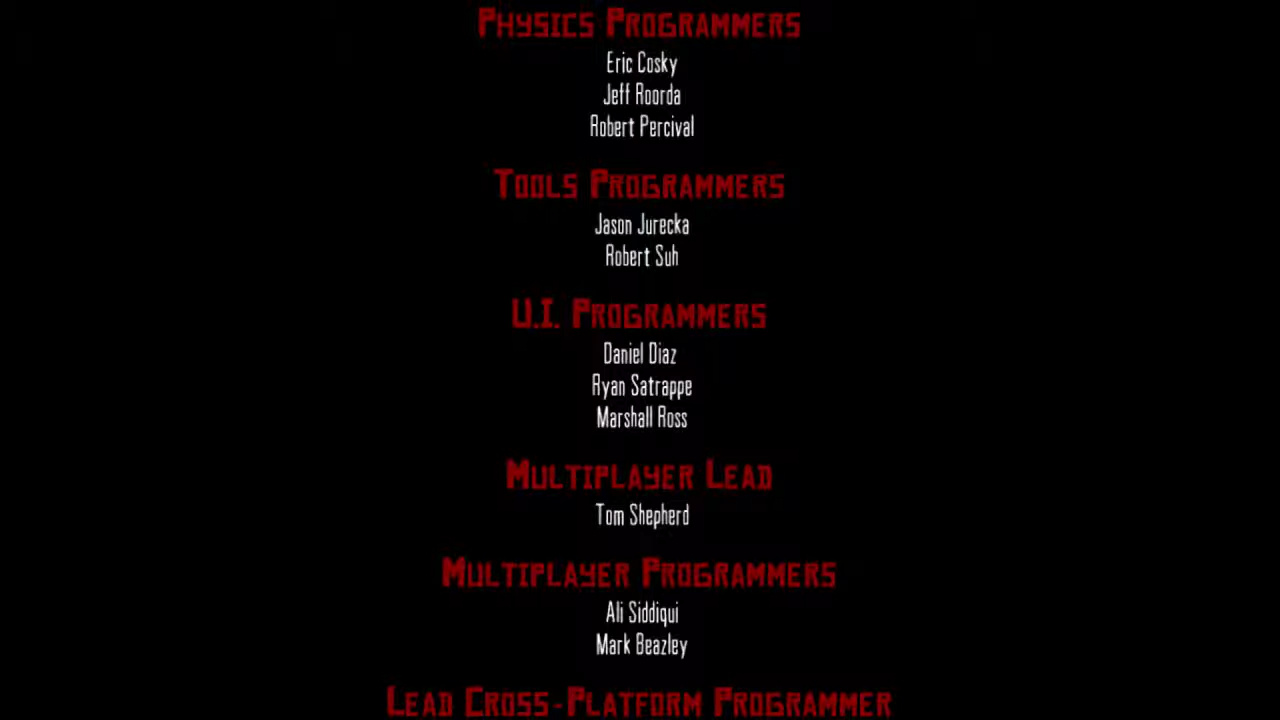 Physics Programmers
Eric Cosky
Jeff Roorda
Robert Percival
Tools Programmers
Jason Jurecka
Robert Suh
U.I. Programmers
Daniel Diaz
Ryan Satrappe
Marshall Ross
Multiplayer Lead
Tom Shepherd
Multiplayer Programmers
Ali Siddiqui
Mark Beazley
Lead Cross-Platform Programmer